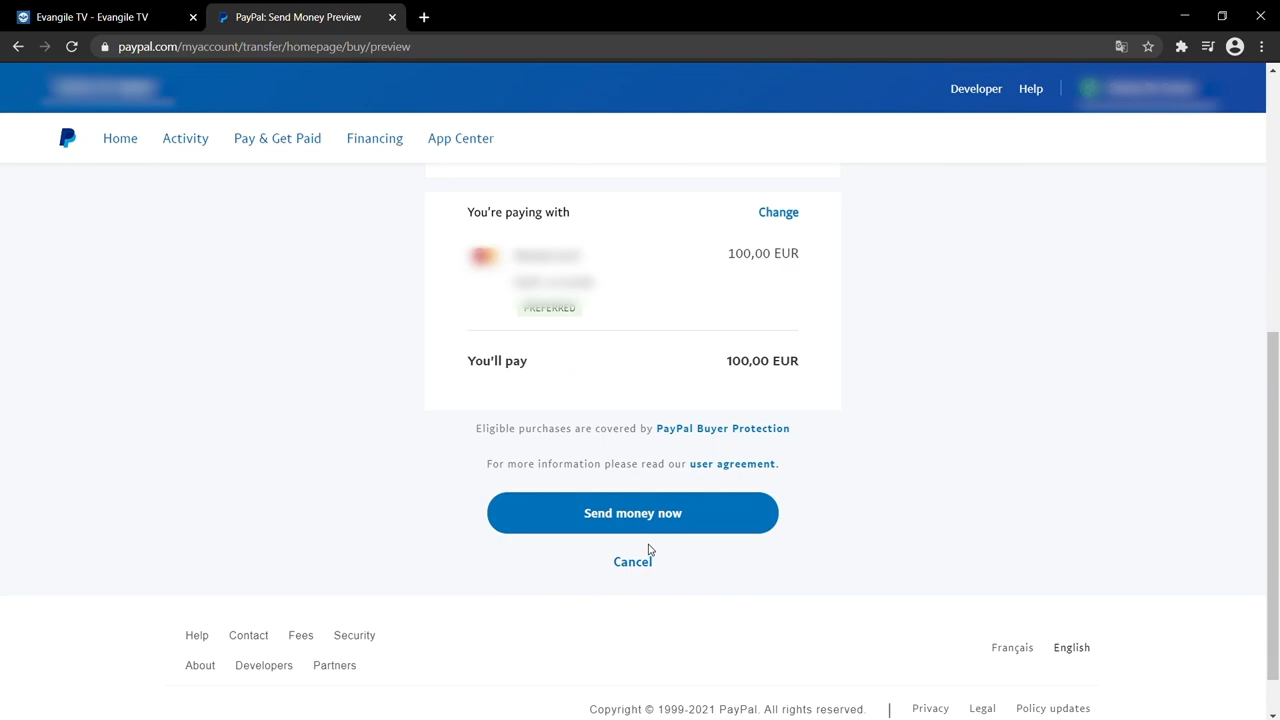 Evangile TV - Evangile TV
PayPal: Send Money Preview
paypal.com/myaccount/transfer/homepage/buy/preview
Developer Help
Home Activity Pay & Get Paid Financing App Center
You're paying with Change
100,00 EUR
PREFERRED
You'll pay 100,00 EUR
Eligible purchases are covered by PayPal Buyer Protection
For more information please read our user agreement.
Send money now
Cancel
Help Contact Fees Security
Français English
About Developers Partners
Copyright © 1999-2021 PayPal. All rights reserved. | Privacy Legal Policy updates